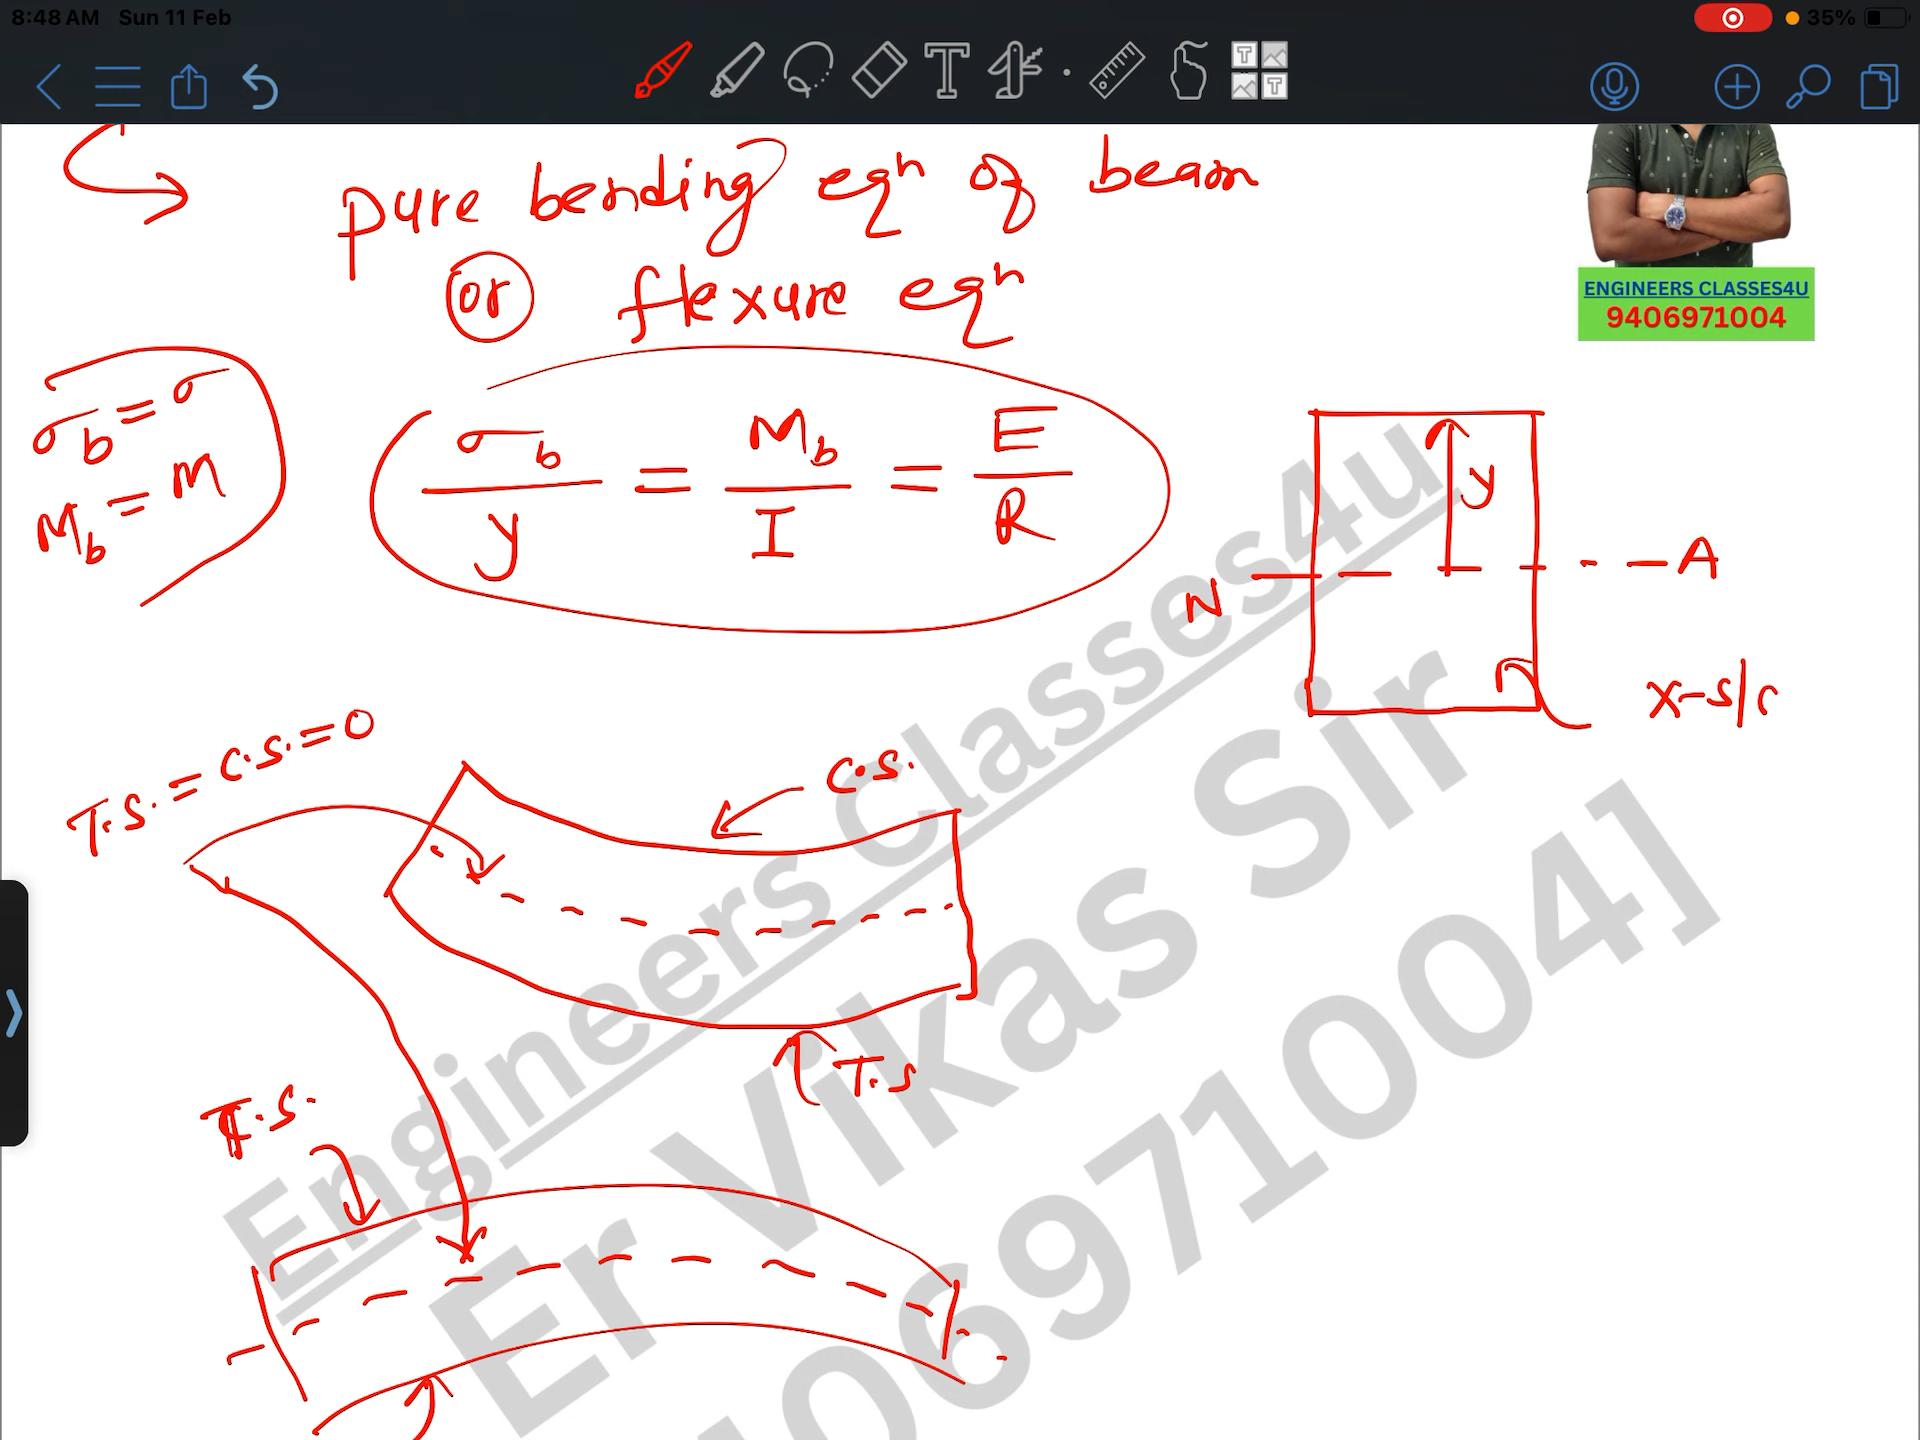 8:48 AM Sun 11 Feb
35%
pure bending eqn of beam
or flexure eqn
ENGINEERS CLASSES4U
9406971004
σb = σ
Mb = M
σb/y = Mb/I = E/R
y
N A
x-s/c
T.S. = C.S. = 0
C.S.
T.S
T.S.
Engineers Classes4u
Er Vikas Sir
06971004]